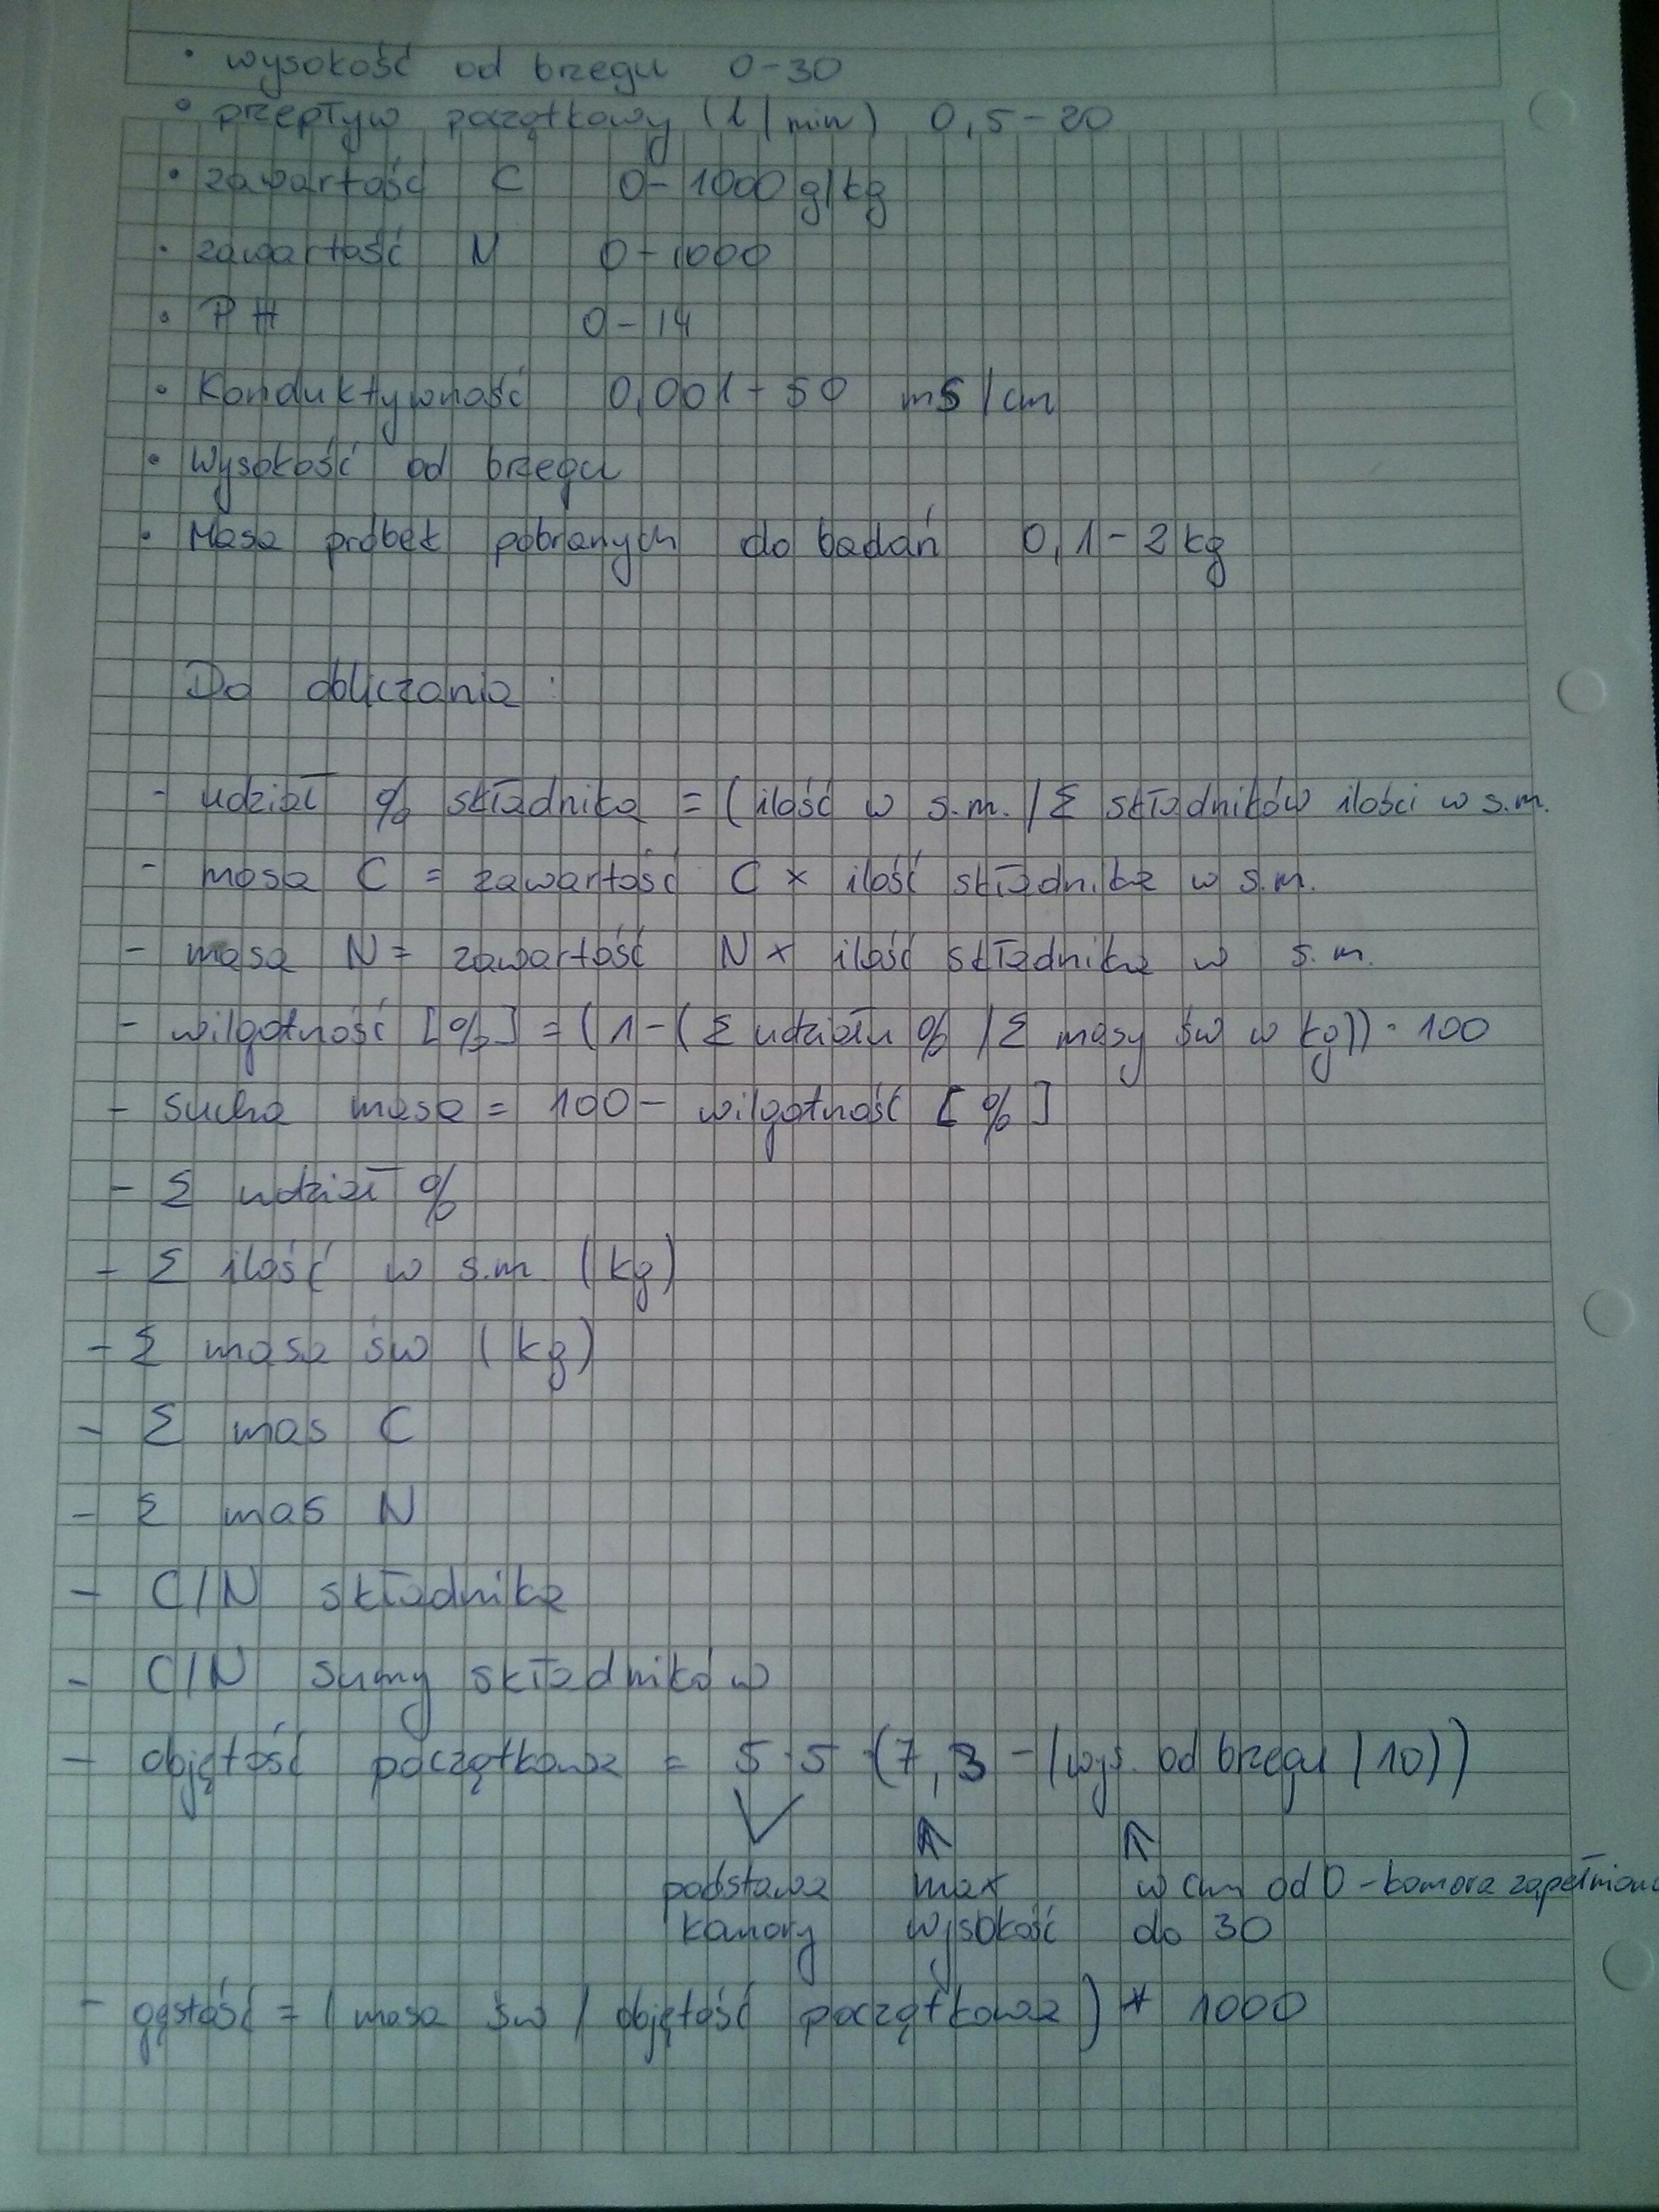 • wysokość od brzegu 0-30
• przepływ początkowy (l/min) 0,5-20
• zawartość C 0-1000 g/kg
• zawartość N 0-1000
• PH 0-14
• Konduktywność 0,001-50 mS/cm
• Wysokość od brzegu
• Masa próbek pobranych do badań 0,1-2 kg
Do obliczania:
- udział % składnika = (ilość w s.m. / Σ składników ilości w s.m.
- masa C = zawartość C × ilość składnika w s.m.
- masa N = zawartość N × ilość składnika w s.m.
- wilgotność [%] = (1-(Σ udziału % / Σ masy św w kg)) · 100
- sucha masa = 100 - wilgotność [%]
- Σ udział %
- Σ ilość w s.m. (kg)
- Σ masa św (kg)
- Σ mas C
- Σ mas N
- C/N składnika
- C/N sumy składników
- objętość początkowa = 5·5·(7,3-(wys. od brzegu/10))
podstawa max w cm od 0 - komora zapełniona
komory wysokość do 30
- gęstość = (masa św / objętość początkowa) * 1000